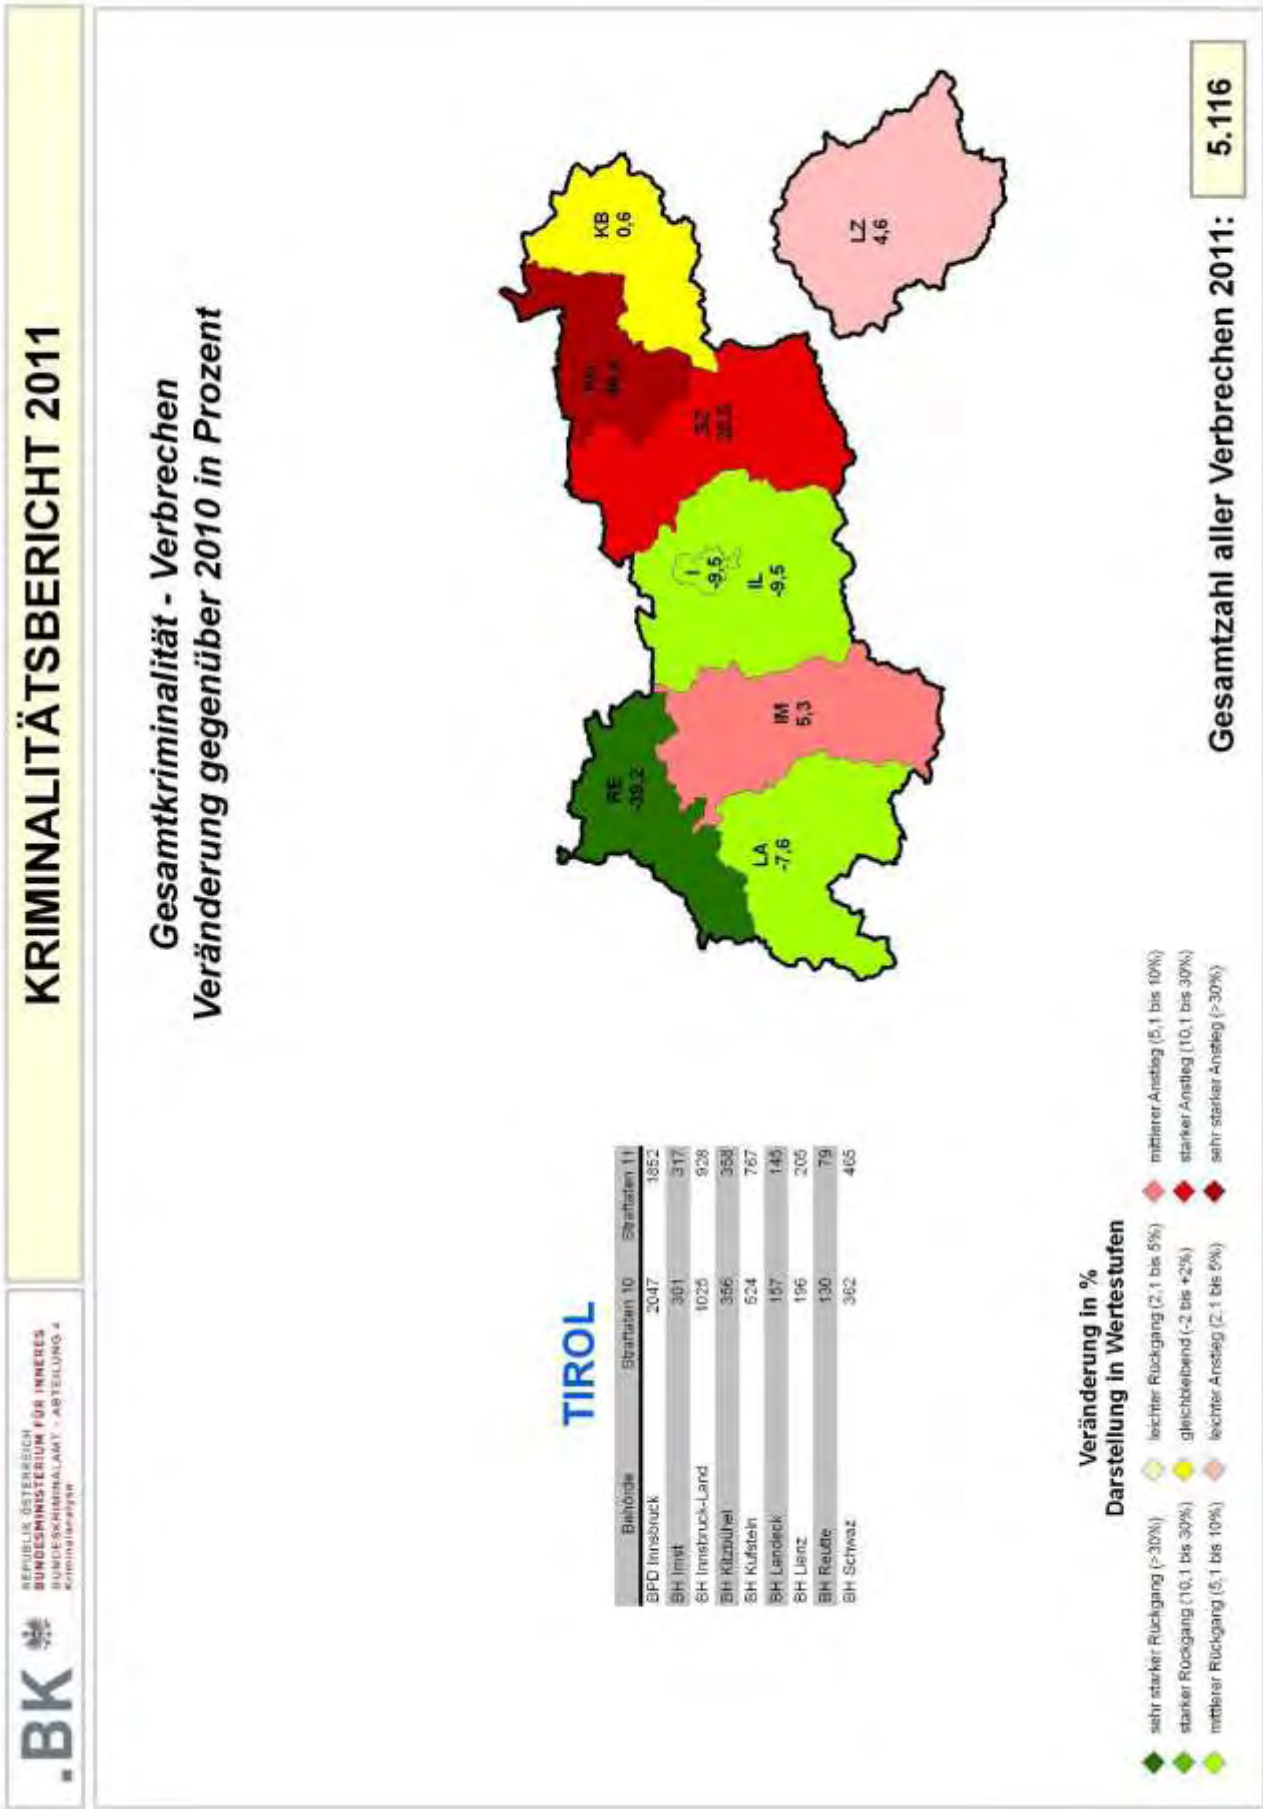 .BK
REPUBLIK ÖSTERREICH
BUNDESMINISTERIUM FÜR INNERES
BUNDESKRIMINALAMT - ABTEILUNG 4
Kriminalanalyse
KRIMINALITÄTSBERICHT 2011
Gesamtkriminalität - Verbrechen
Veränderung gegenüber 2010 in Prozent
TIROL
Behörde Straftaten 10 Straftaten 11
BPD Innsbruck 2047 1852
BH Imst 301 317
BH Innsbruck-Land 1025 928
BH Kitzbühel 356 358
BH Kufstein 524 767
BH Landeck 157 145
BH Lienz 196 205
BH Reutte 130 79
BH Schwaz 362 465
RE
-39,2
LA
-7,6
IM
5,3
I
-9,5
IL
-9,5
SZ
28,5
KB
0,6
LZ
4,6
Veränderung in %
Darstellung in Wertestufen
sehr starker Rückgang (>30%)
starker Rückgang (10,1 bis 30%)
mittlerer Rückgang (5,1 bis 10%)
leichter Rückgang (2,1 bis 5%)
gleichbleibend (-2 bis +2%)
leichter Anstieg (2,1 bis 5%)
mittlerer Anstieg (5,1 bis 10%)
starker Anstieg (10,1 bis 30%)
sehr starker Anstieg (>30%)
Gesamtzahl aller Verbrechen 2011: 5.116